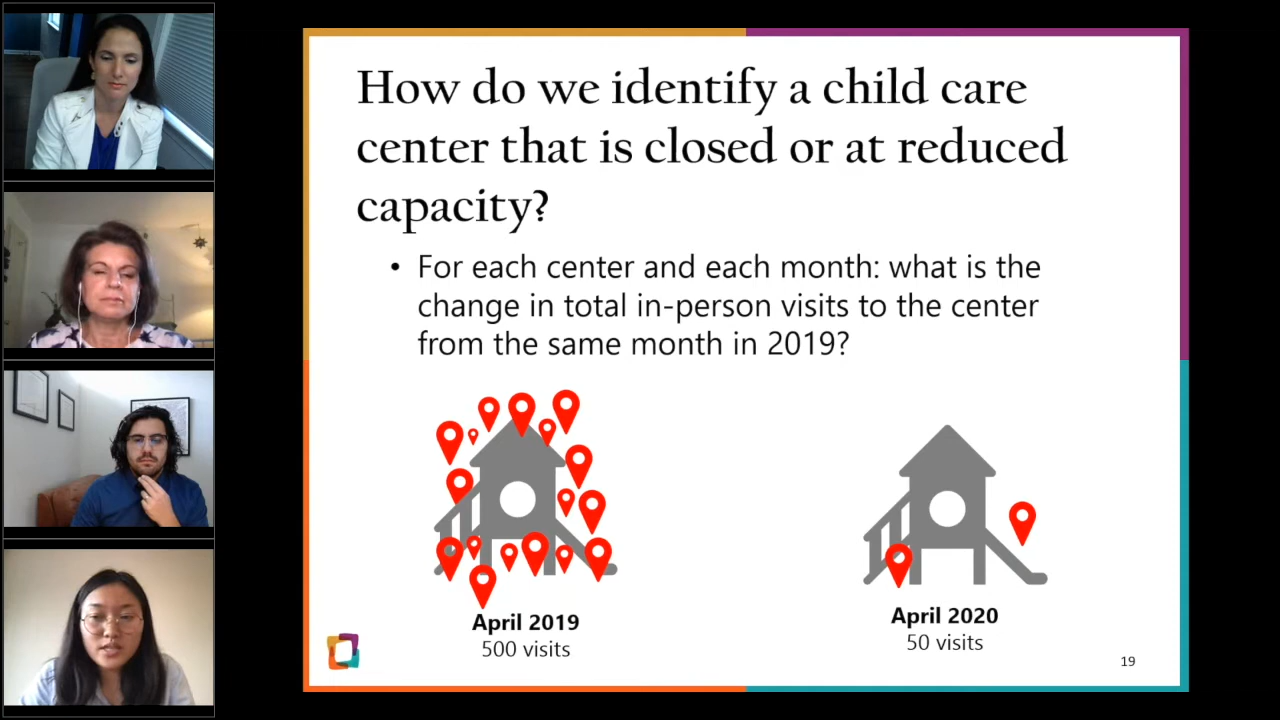 How do we identify a child care
center that is closed or at reduced
capacity?
• For each center and each month: what is the
change in total in-person visits to the center
from the same month in 2019?
April 2019
500 visits
April 2020
50 visits
19